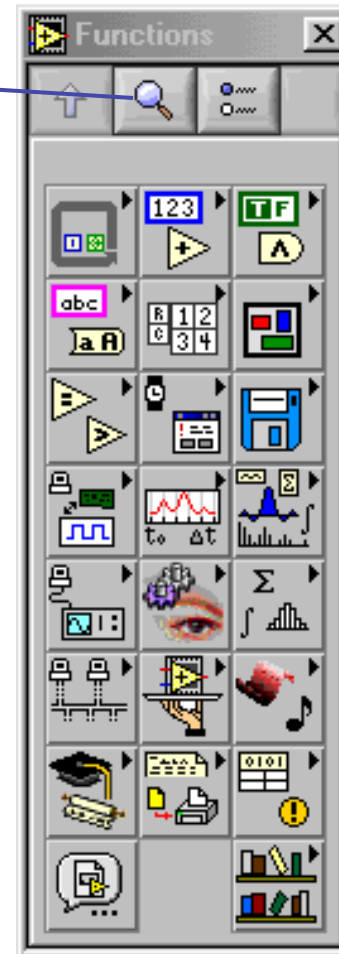 Functions
123
TF
abc
a A
R 1 2
C 3 4
t₀ Δt
Σ
Σ
0101